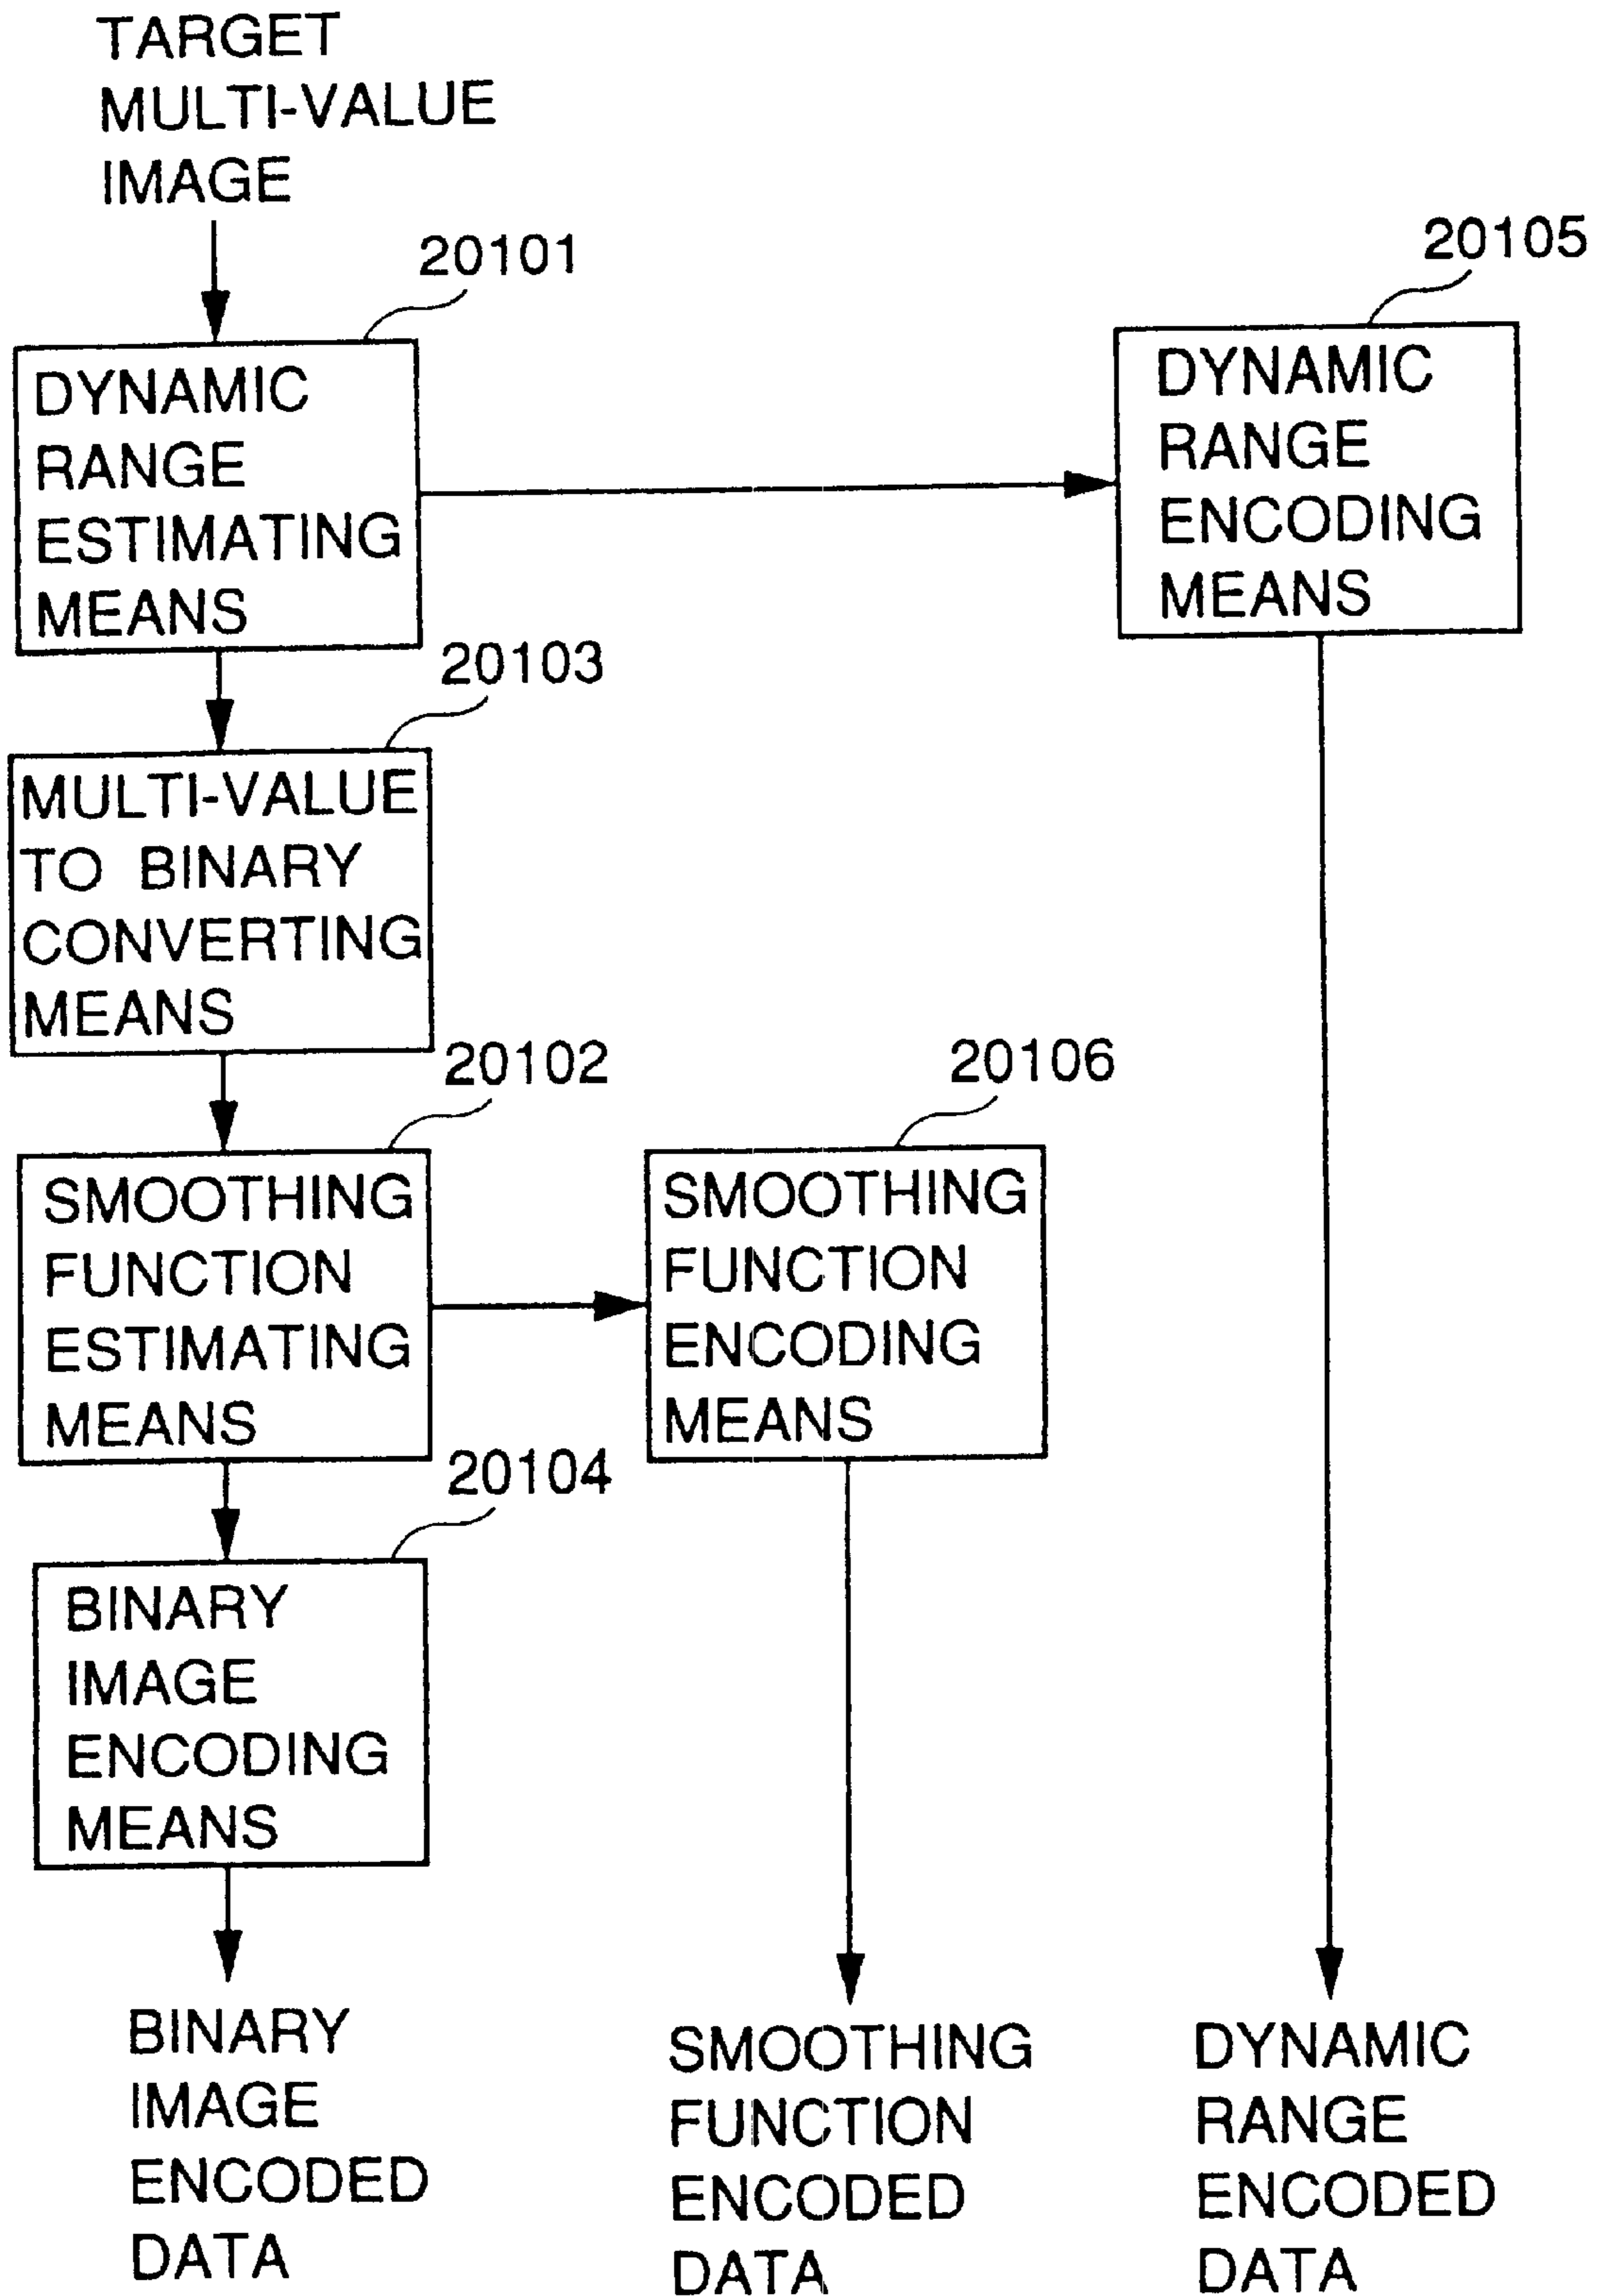 TARGET
MULTI-VALUE
IMAGE
20101
DYNAMIC
RANGE
ESTIMATING
MEANS
20105
DYNAMIC
RANGE
ENCODING
MEANS
20103
MULTI-VALUE
TO BINARY
CONVERTING
MEANS
20102
SMOOTHING
FUNCTION
ESTIMATING
MEANS
20106
SMOOTHING
FUNCTION
ENCODING
MEANS
20104
BINARY
IMAGE
ENCODING
MEANS
BINARY
IMAGE
ENCODED
DATA
SMOOTHING
FUNCTION
ENCODED
DATA
DYNAMIC
RANGE
ENCODED
DATA